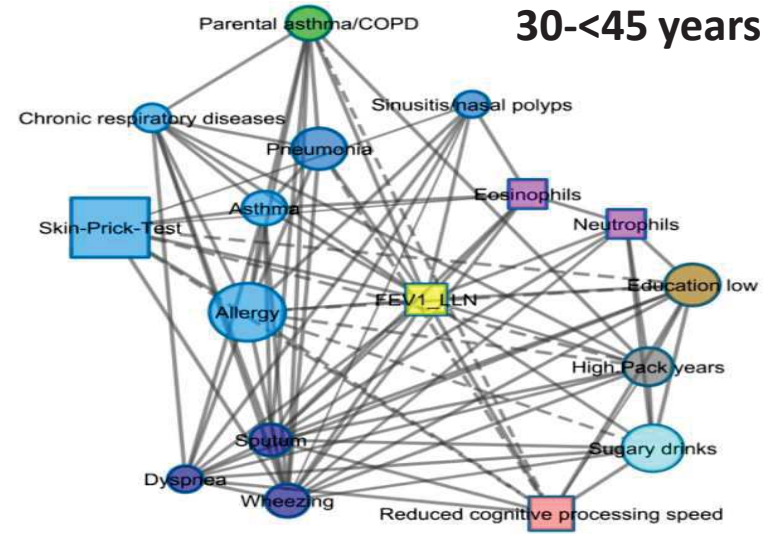 30-<45 years
Parental asthma/COPD
Sinusitis/nasal polyps
Chronic respiratory diseases
Pneumonia
Eosinophils
Asthma
Neutrophils
Skin-Prick-Test
Education low
FEV1_LLN
Allergy
High Pack years
Sputum
Sugary drinks
Dyspnea
Wheezing
Reduced cognitive processing speed